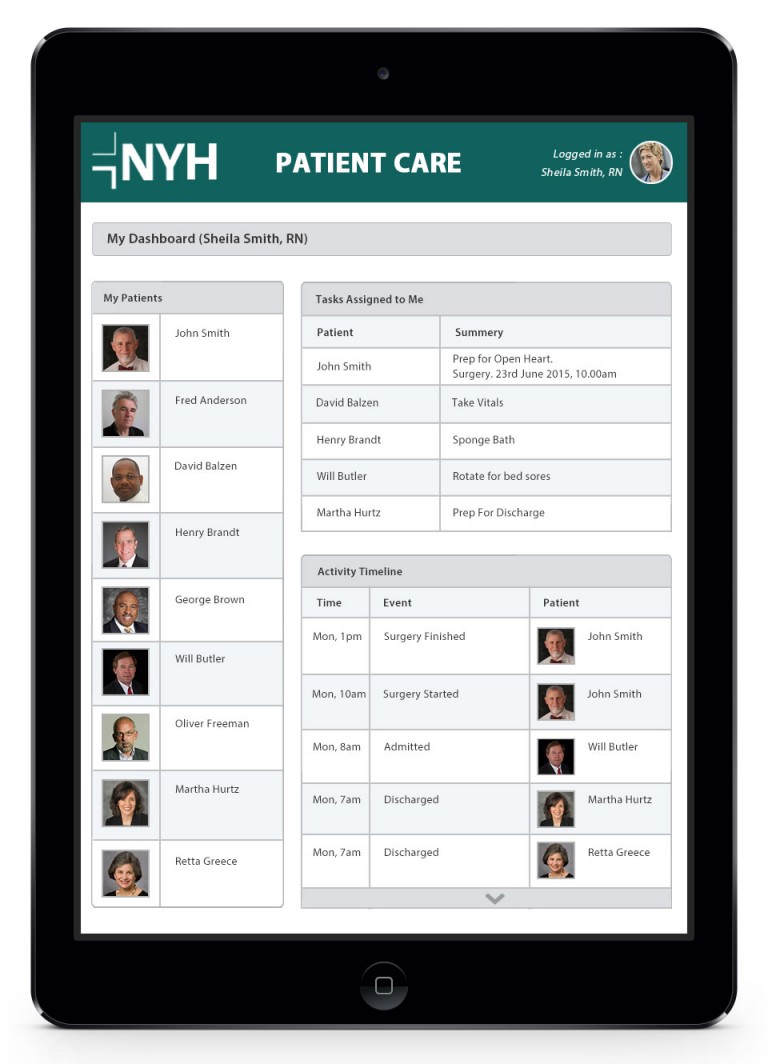 NYH
PATIENT CARE
Logged in as :
Sheila Smith, RN
My Dashboard (Sheila Smith, RN)
My Patients
John Smith
Fred Anderson
David Balzen
Henry Brandt
George Brown
Will Butler
Oliver Freeman
Martha Hurtz
Retta Greece
Tasks Assigned to Me
Patient Summery
John Smith Prep for Open Heart.
Surgery. 23rd June 2015, 10.00am
David Balzen Take Vitals
Henry Brandt Sponge Bath
Will Butler Rotate for bed sores
Martha Hurtz Prep For Discharge
Activity Timeline
Time Event Patient
Mon, 1pm Surgery Finished John Smith
Mon, 10am Surgery Started John Smith
Mon, 8am Admitted Will Butler
Mon, 7am Discharged Martha Hurtz
Mon, 7am Discharged Retta Greece